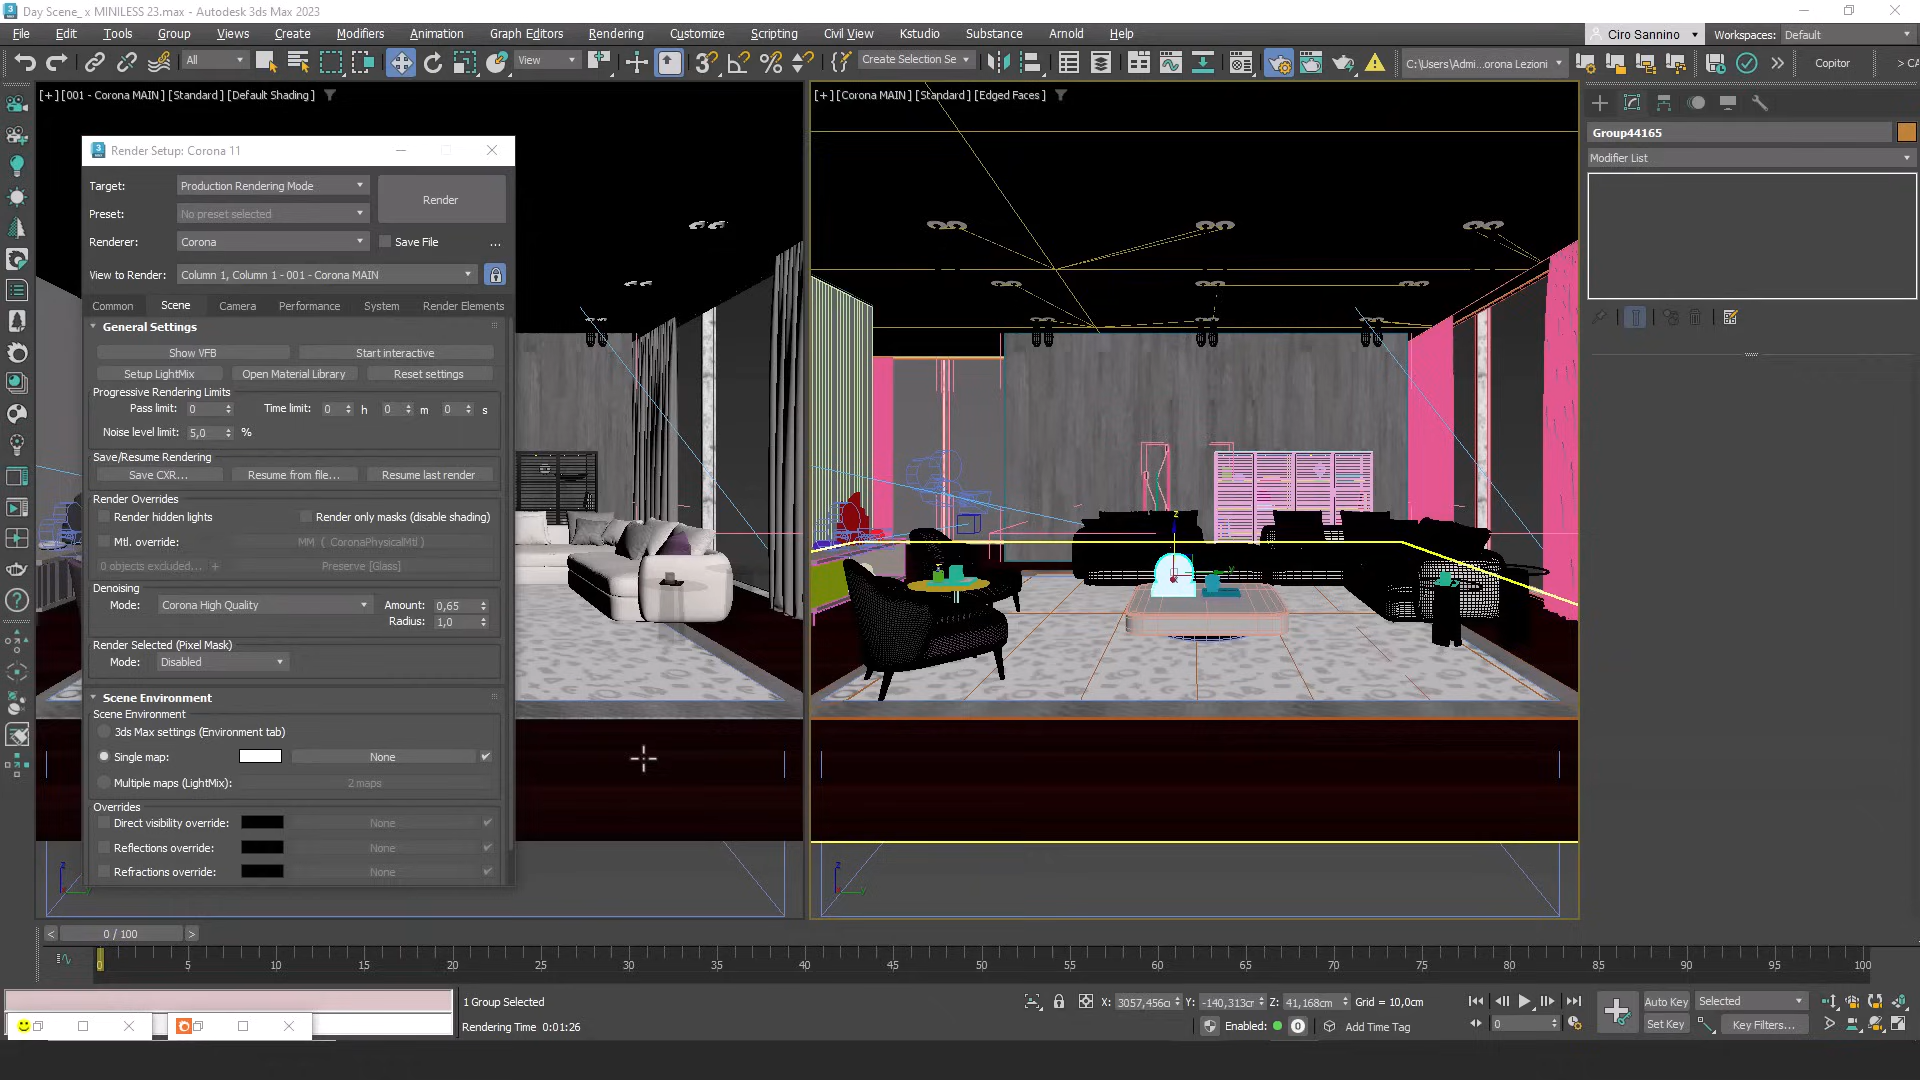 Day Scene_ x MINILESS 23.max - Autodesk 3ds Max 2023
File Edit Tools Group Views Create Modifiers Animation Graph Editors Rendering Customize Scripting Civil View Kstudio Substance Arnold Help Ciro Sannino Workspaces: Default
All View Create Selection Se C:\Users\Admi...orona Lezioni Copitor > CA
[+] [001 - Corona MAIN ] [Standard ] [Default Shading ] [+] [Corona MAIN ] [Standard ] [Edged Faces ]
Group44165
Modifier List
Render Setup: Corona 11
Target: Production Rendering Mode Render
Preset: No preset selected
Renderer: Corona Save File ...
View to Render: Column 1, Column 1 - 001 - Corona MAIN
Common Scene Camera Performance System Render Elements
General Settings
Show VFB Start interactive
Setup LightMix Open Material Library Reset settings
Progressive Rendering Limits
Pass limit: 0 Time limit: 0 h 0 m 0 s
Noise level limit: 5,0 %
Save/Resume Rendering
Save CXR... Resume from file... Resume last render
Render Overrides
Render hidden lights Render only masks (disable shading)
Mtl. override: MM ( CoronaPhysicalMtl )
0 objects excluded... + Preserve [Glass]
Denoising
Mode: Corona High Quality Amount: 0,65
Radius: 1,0
Render Selected (Pixel Mask)
Mode: Disabled
Scene Environment
Scene Environment
3ds Max settings (Environment tab)
Single map: None
Multiple maps (LightMix): 2 maps
Overrides
Direct visibility override: None
Reflections override: None
Refractions override: None
z
z
z
0 / 100
0 5 10 15 20 25 30 35 40 45 50 55 60 65 70 75 80 85 90 95 100
1 Group Selected X: 3057,456cm Y: -140,313cm Z: 41,168cm Grid = 10,0cm Auto Key Selected
Rendering Time 0:01:26 Enabled: 0 Add Time Tag 0 Set Key Key Filters...